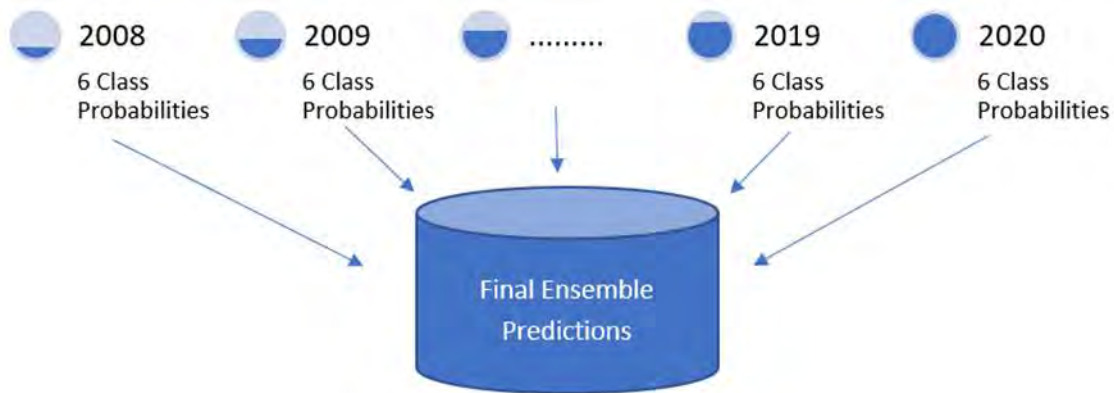 2008
2009
.........
2019
2020
6 Class
Probabilities
6 Class
Probabilities
6 Class
Probabilities
6 Class
Probabilities
Final Ensemble
Predictions